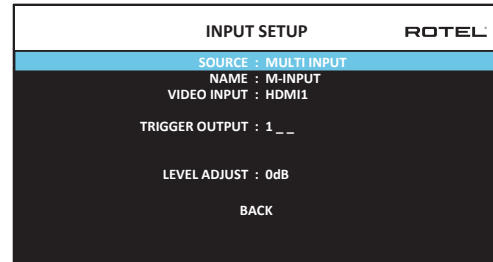 INPUT SETUP ROTEL
SOURCE : MULTI INPUT
NAME : M-INPUT
VIDEO INPUT : HDMI1
TRIGGER OUTPUT : 1 _ _
LEVEL ADJUST : 0dB
BACK